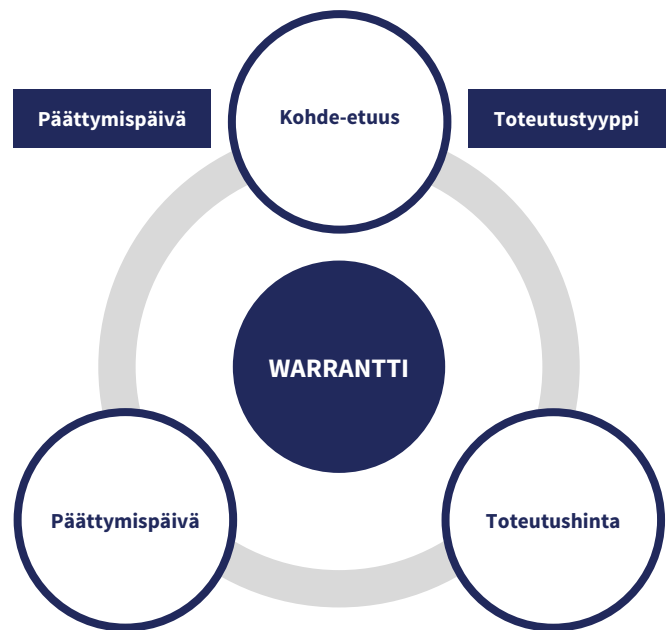 Päättymispäivä
Kohde-etuus
Toteutustyyppi
WARRANTTI
Päättymispäivä
Toteutushinta